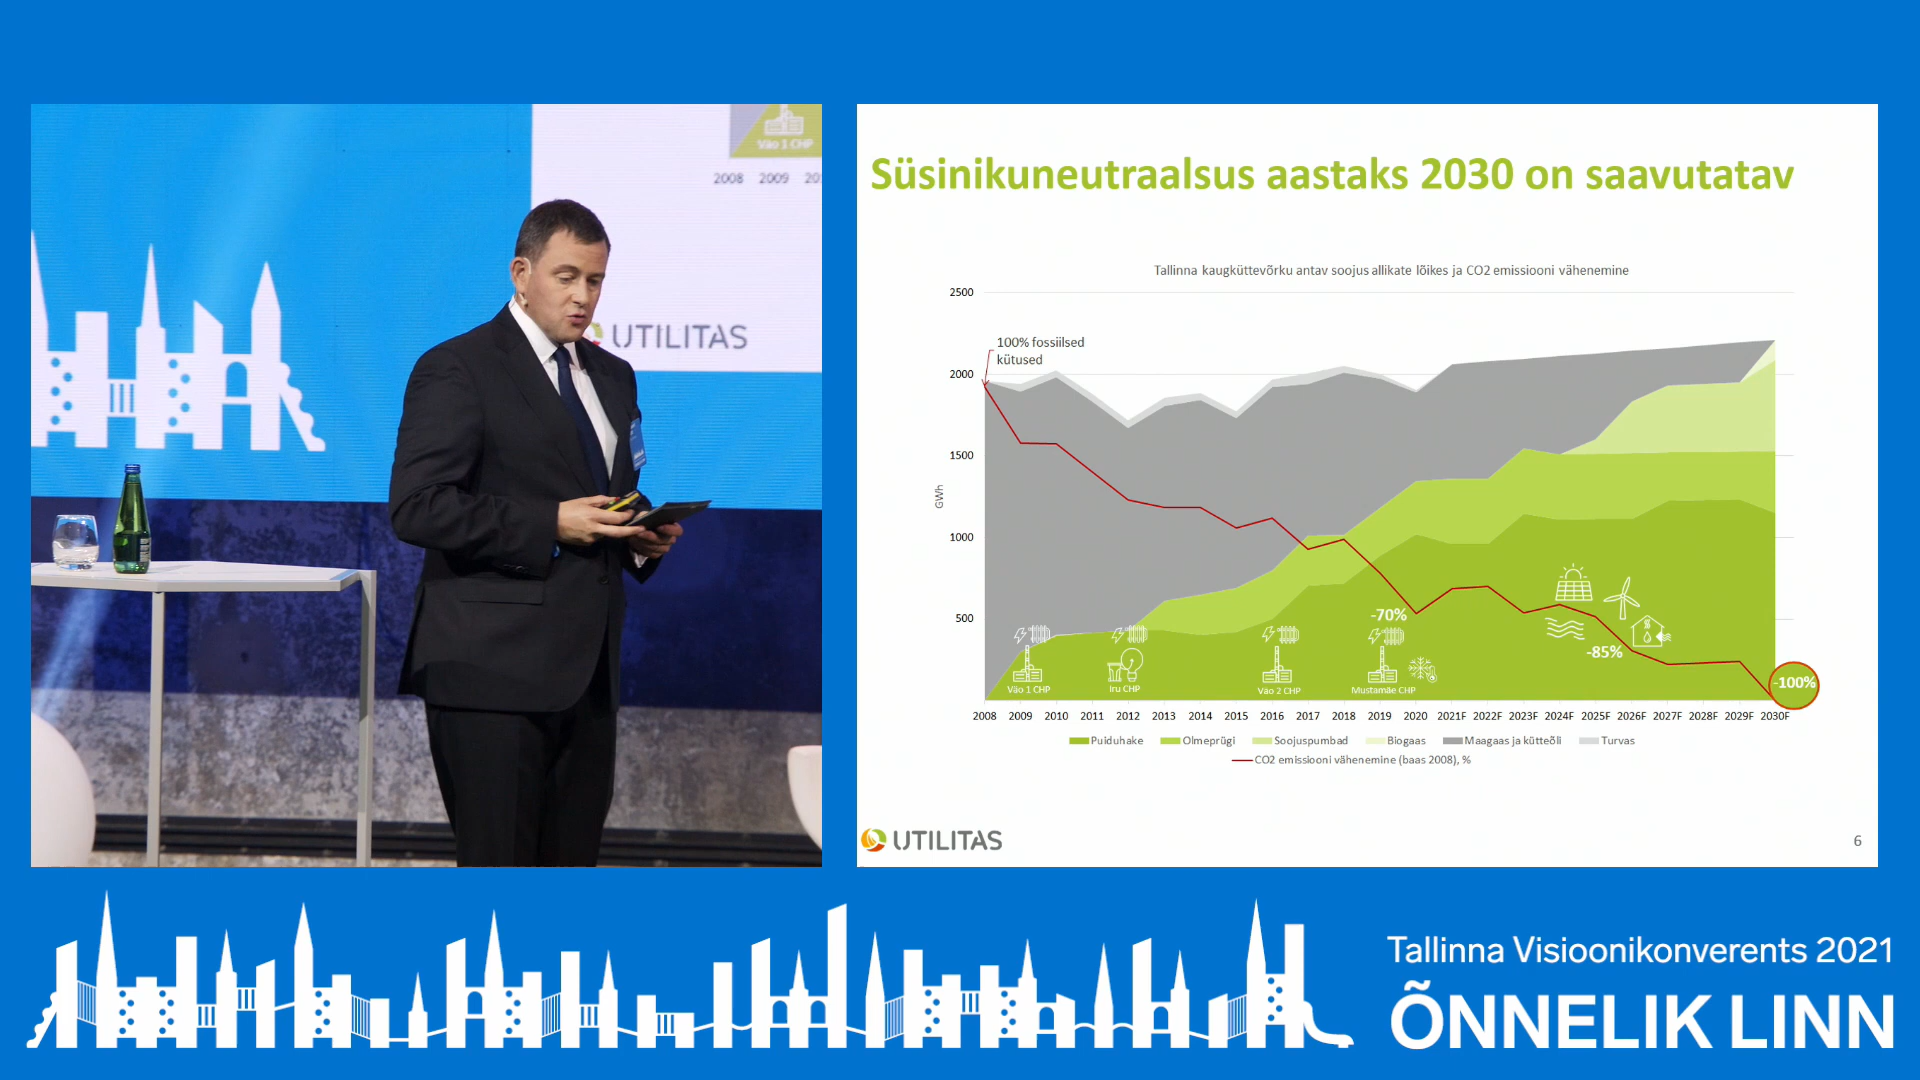 Väo 1 CHP
2008 2009
UTILITAS
Süsinikuneutraalsus aastaks 2030 on saavutatav
Tallinna kaugküttevõrku antav soojus allikate lõikes ja CO2 emissiooni vähenemine
2500
2000
1500
1000
500
GWh
100% fossiilsed
kütused
-70%
-85%
-100%
Väo 1 CHP
Iru CHP
Väo 2 CHP
Mustamäe CHP
2008 2009 2010 2011 2012 2013 2014 2015 2016 2017 2018 2019 2020 2021F 2022F 2023F 2024F 2025F 2026F 2027F 2028F 2029F 2030F
Puiduhake Olmeprügi Soojuspumbad Biogaas Maagaas ja kütteõli Turvas
CO2 emissiooni vähenemine (baas 2008), %
UTILITAS
6
Tallinna Visioonikonverents 2021
ÕNNELIK LINN